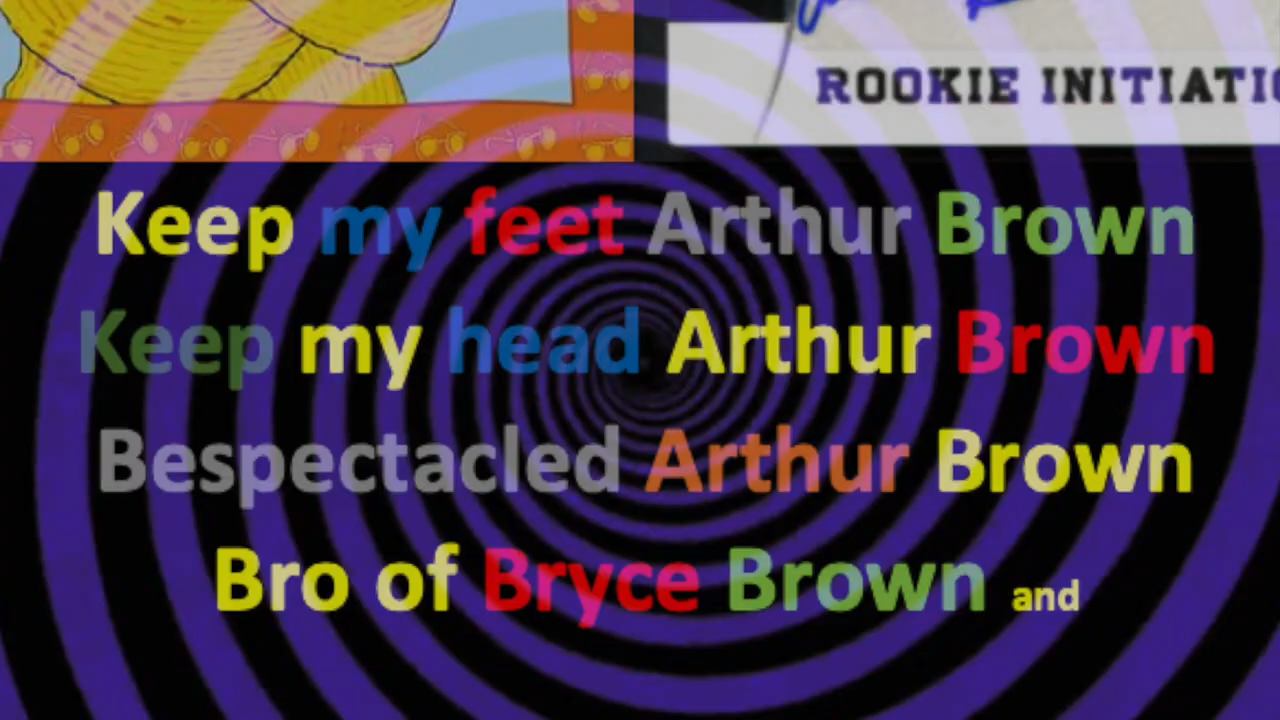 ROOKIE INITIATIO
Keep my feet Arthur Brown
Keep my head Arthur Brown
Bespectacled Arthur Brown
Bro of Bryce Brown and